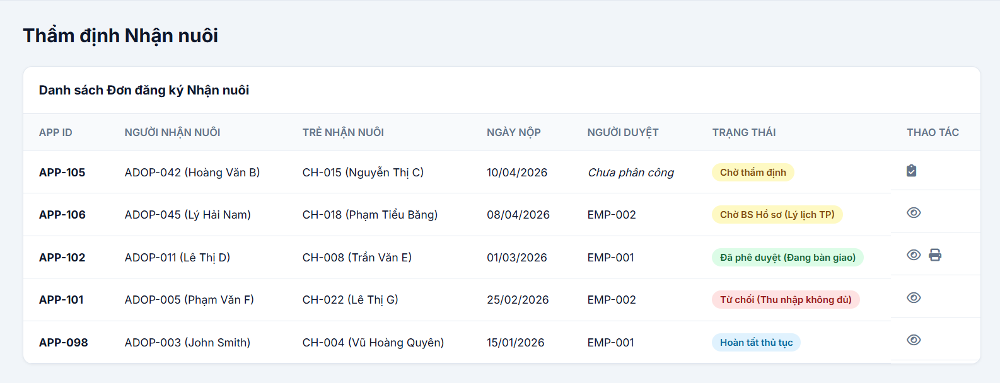 Thẩm định Nhận nuôi
Danh sách Đơn đăng ký Nhận nuôi
APP ID NGƯỜI NHẬN NUÔI TRẺ NHẬN NUÔI NGÀY NỘP NGƯỜI DUYỆT TRẠNG THÁI THAO TÁC
APP-105 ADOP-042 (Hoàng Văn B) CH-015 (Nguyễn Thị C) 10/04/2026 Chưa phân công Chờ thẩm định
APP-106 ADOP-045 (Lý Hải Nam) CH-018 (Phạm Tiểu Băng) 08/04/2026 EMP-002 Chờ BS Hồ sơ (Lý lịch TP)
APP-102 ADOP-011 (Lê Thị D) CH-008 (Trần Văn E) 01/03/2026 EMP-001 Đã phê duyệt (Đang bàn giao)
APP-101 ADOP-005 (Phạm Văn F) CH-022 (Lê Thị G) 25/02/2026 EMP-002 Từ chối (Thu nhập không đủ)
APP-098 ADOP-003 (John Smith) CH-004 (Vũ Hoàng Quyên) 15/01/2026 EMP-001 Hoàn tất thủ tục